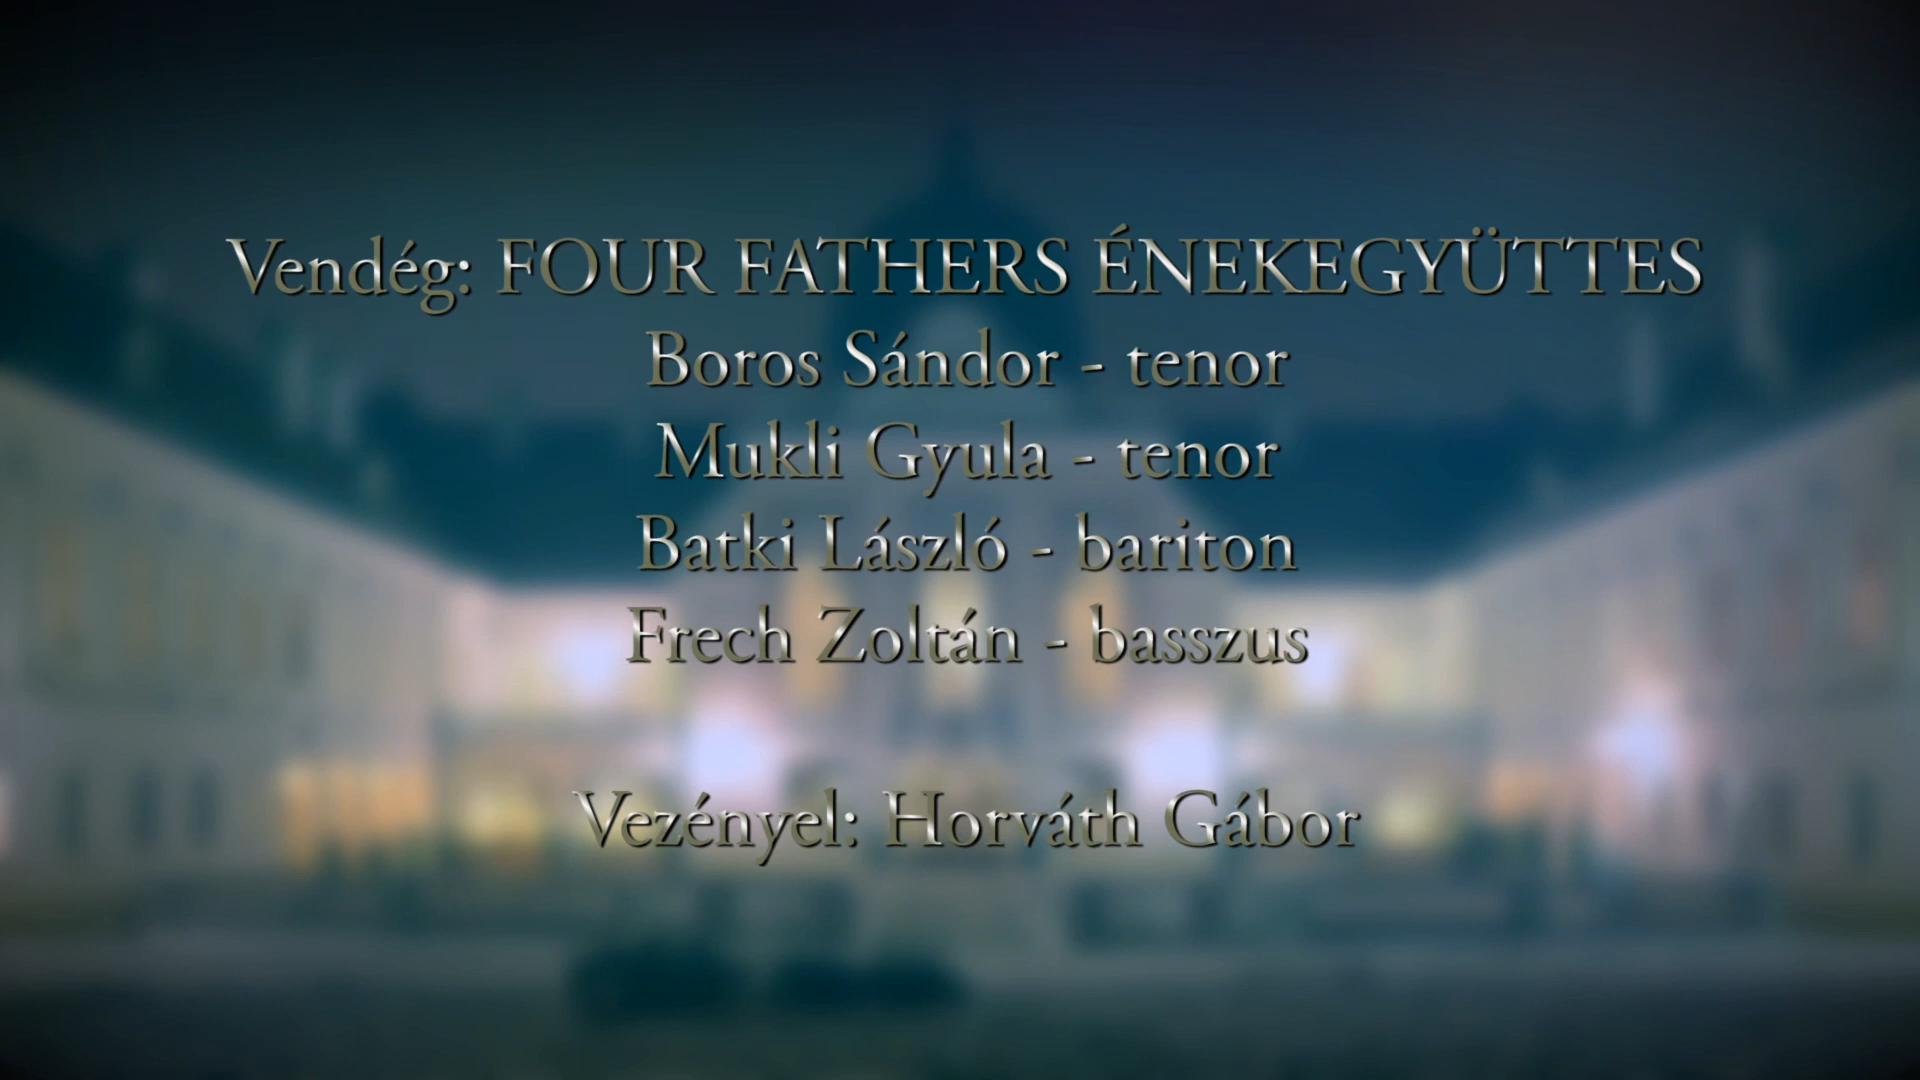 Vendég: FOUR FATHERS ÉNEKEGYÜTTES
Boros Sándor - tenor
Mukli Gyula - tenor
Batki László - bariton
Frech Zoltán - basszus
Vezényel: Horváth Gábor